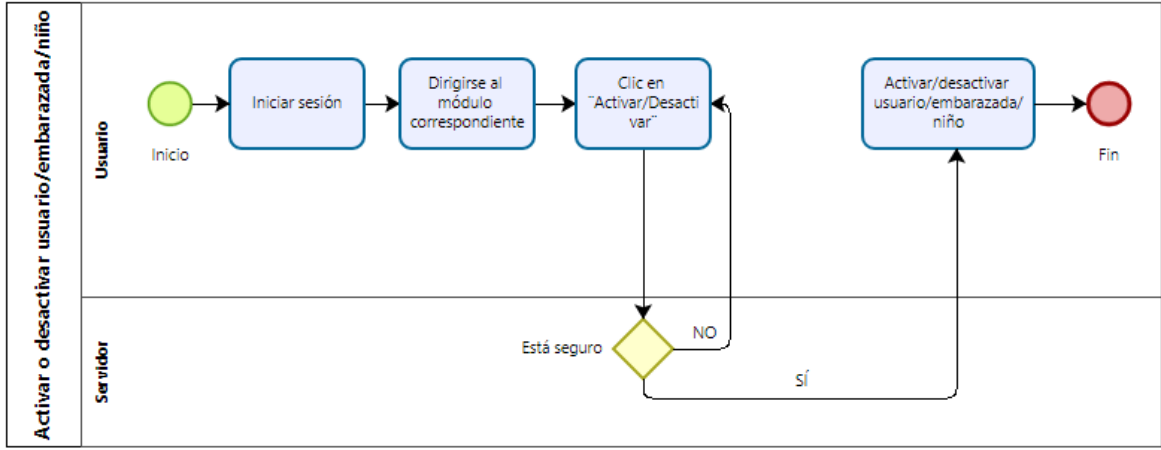 Activar o desactivar usuario/embarazada/niño
Usuario
Inicio
Iniciar sesión
Dirigirse al
módulo
correspondiente
Clic en
¨Activar/Desacti
var¨
Activar/desactivar
usuario/embarazada/
niño
Fin
Servidor
Está seguro
NO
SÍ